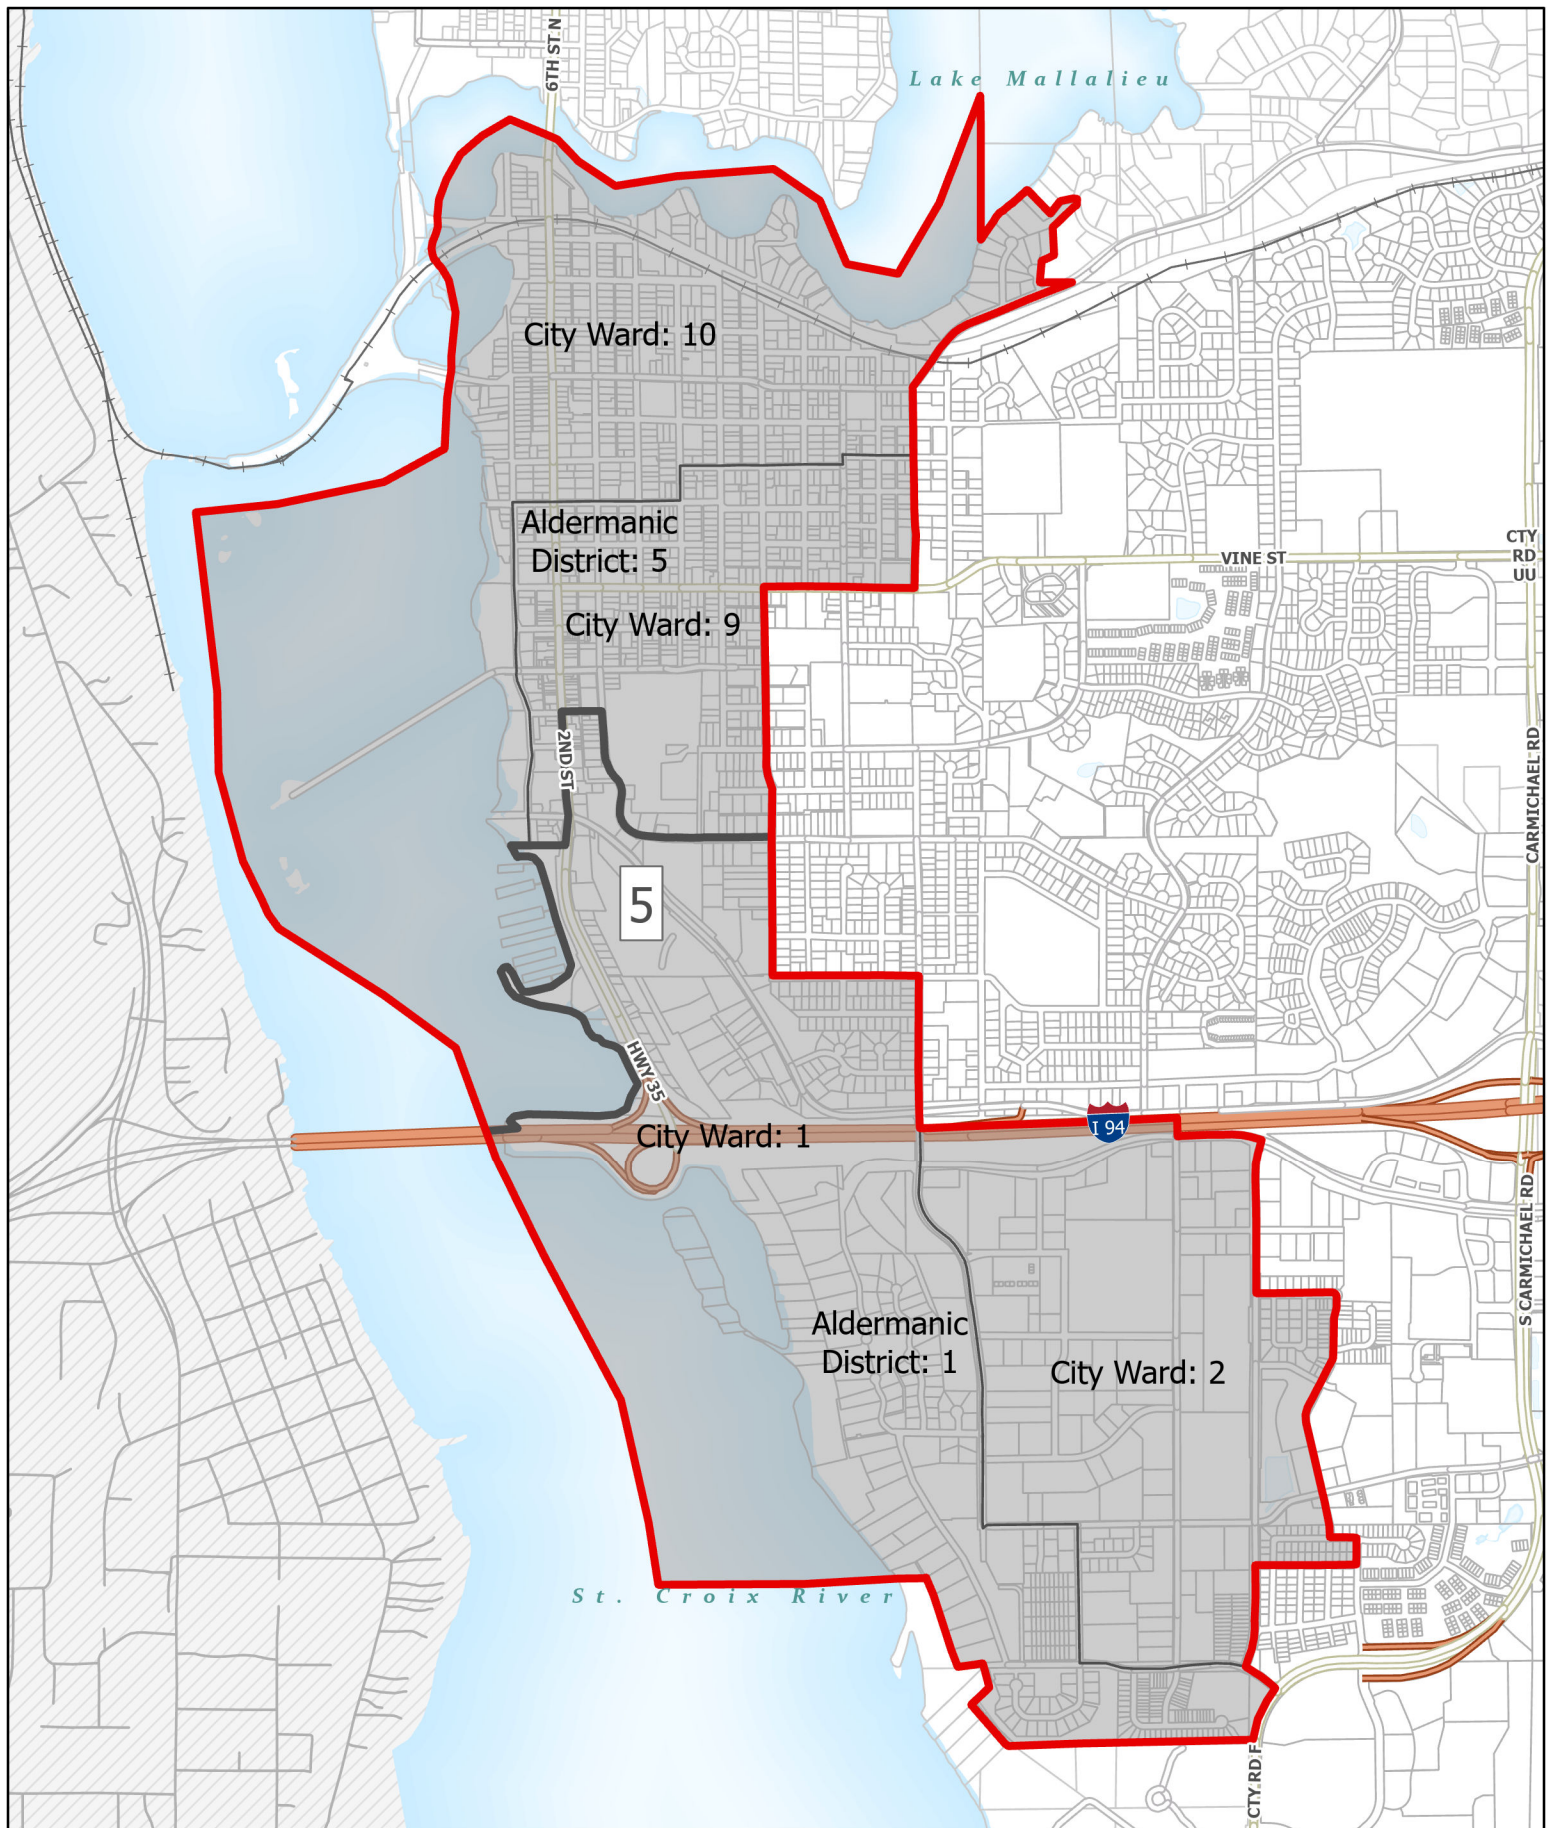 6TH ST N
Lake Mallalieu
City Ward: 10
Aldermanic
District: 5
CTY
RD
UU
VINE ST
City Ward: 9
2ND ST
CARMICHAEL RD
5
HWY 35
I 94
City Ward: 1
S CARMICHAEL RD
Aldermanic
District: 1
City Ward: 2
St. Croix River
CTY RD F